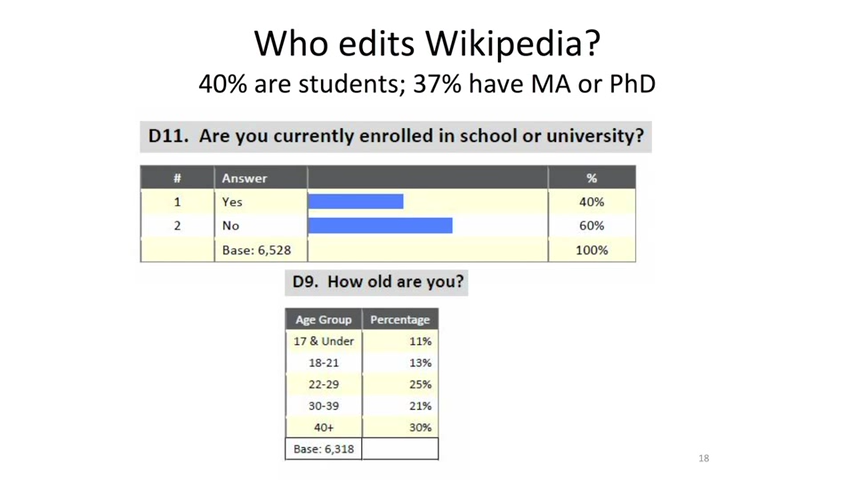 Who edits Wikipedia?
40% are students; 37% have MA or PhD
D11. Are you currently enrolled in school or university?
# Answer %
1 Yes 40%
2 No 60%
Base: 6,528 100%
D9. How old are you?
Age Group Percentage
17 & Under 11%
18-21 13%
22-29 25%
30-39 21%
40+ 30%
Base: 6,318
18